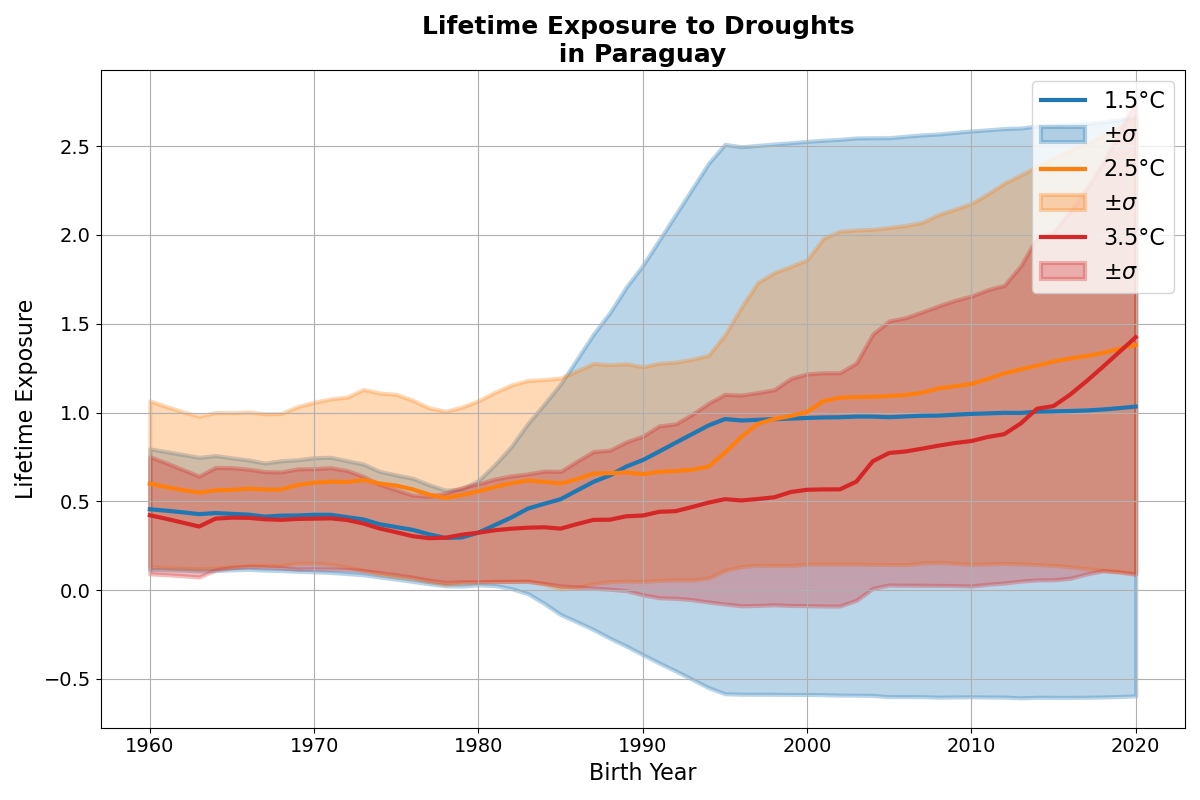 Lifetime Exposure to Droughts
in Paraguay
Lifetime Exposure
2.5
2.0
1.5
1.0
0.5
0.0
−0.5
1960
1970
1980
1990
2000
2010
2020
Birth Year
1.5°C
±σ
2.5°C
±σ
3.5°C
±σ